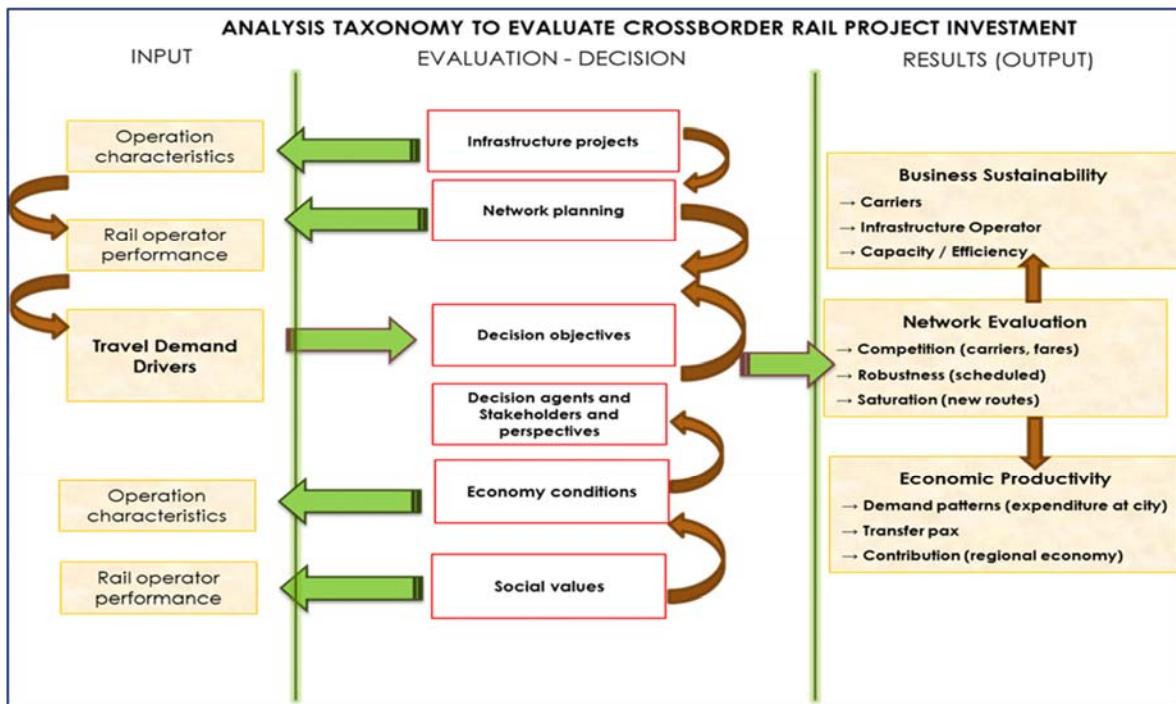 ANALYSIS TAXONOMY TO EVALUATE CROSSBORDER RAIL PROJECT INVESTMENT
INPUT
EVALUATION - DECISION
RESULTS (OUTPUT)
Operation
characteristics
Rail operator
performance
Travel Demand
Drivers
Operation
characteristics
Rail operator
performance
Infrastructure projects
Network planning
Decision objectives
Decision agents and
Stakeholders and
perspectives
Economy conditions
Social values
Business Sustainability
→ Carriers
→ Infrastructure Operator
→ Capacity / Efficiency
Network Evaluation
→ Competition (carriers, fares)
→ Robustness (scheduled)
→ Saturation (new routes)
Economic Productivity
→ Demand patterns (expenditure at city)
→ Transfer pax
→ Contribution (regional economy)